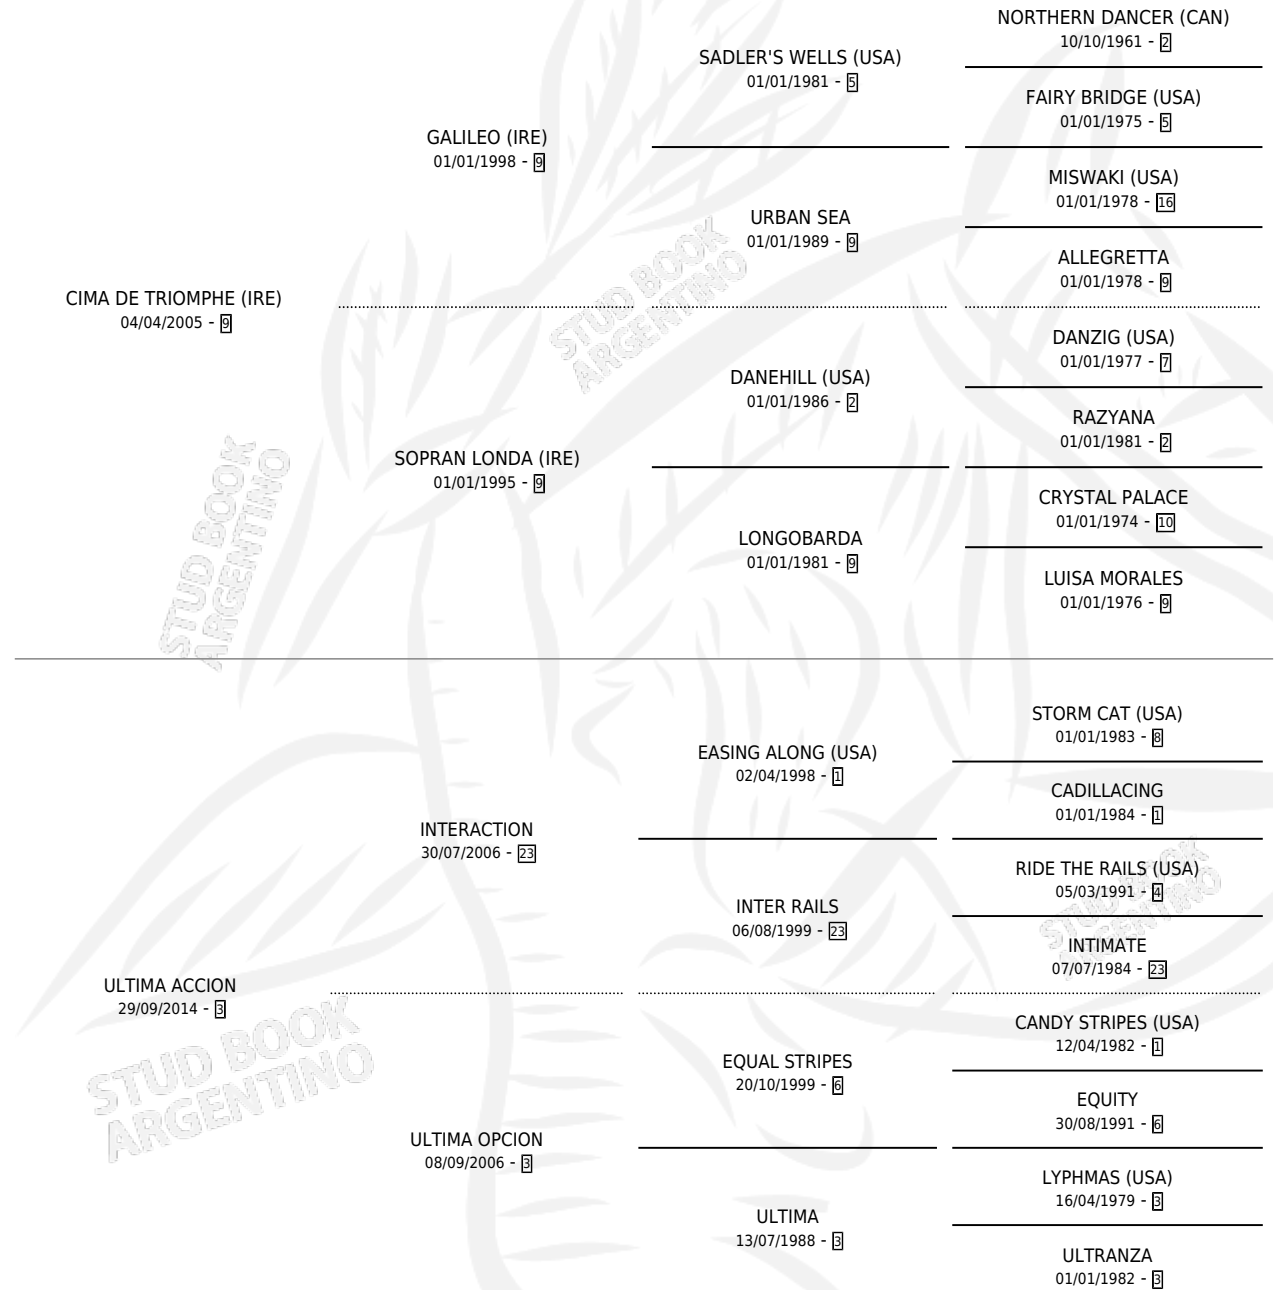 NORTHERN DANCER (CAN)
10/10/1961 - 2
SADLER'S WELLS (USA)
01/01/1981 - 5
FAIRY BRIDGE (USA)
01/01/1975 - 5
GALILEO (IRE)
01/01/1998 - 9
MISWAKI (USA)
01/01/1978 - 16
URBAN SEA
01/01/1989 - 9
ALLEGRETTA
01/01/1978 - 9
CIMA DE TRIOMPHE (IRE)
04/04/2005 - 9
DANZIG (USA)
01/01/1977 - 7
DANEHILL (USA)
01/01/1986 - 2
RAZYANA
01/01/1981 - 2
SOPRAN LONDA (IRE)
01/01/1995 - 9
CRYSTAL PALACE
01/01/1974 - 10
LONGOBARDA
01/01/1981 - 9
LUISA MORALES
01/01/1976 - 9
STORM CAT (USA)
01/01/1983 - 8
EASING ALONG (USA)
02/04/1998 - 1
CADILLACING
01/01/1984 - 1
INTERACTION
30/07/2006 - 23
RIDE THE RAILS (USA)
05/03/1991 - 4
INTER RAILS
06/08/1999 - 23
INTIMATE
07/07/1984 - 23
ULTIMA ACCION
29/09/2014 - 3
CANDY STRIPES (USA)
12/04/1982 - 1
EQUAL STRIPES
20/10/1999 - 6
EQUITY
30/08/1991 - 6
ULTIMA OPCION
08/09/2006 - 3
LYPHMAS (USA)
16/04/1979 - 3
ULTIMA
13/07/1988 - 3
ULTRANZA
01/01/1982 - 3
STUD BOOK
ARGENTINO
STUD BOOK
ARGENTINO
STUD BOOK
ARGENTINO
STUD BOOK
ARGENTINO